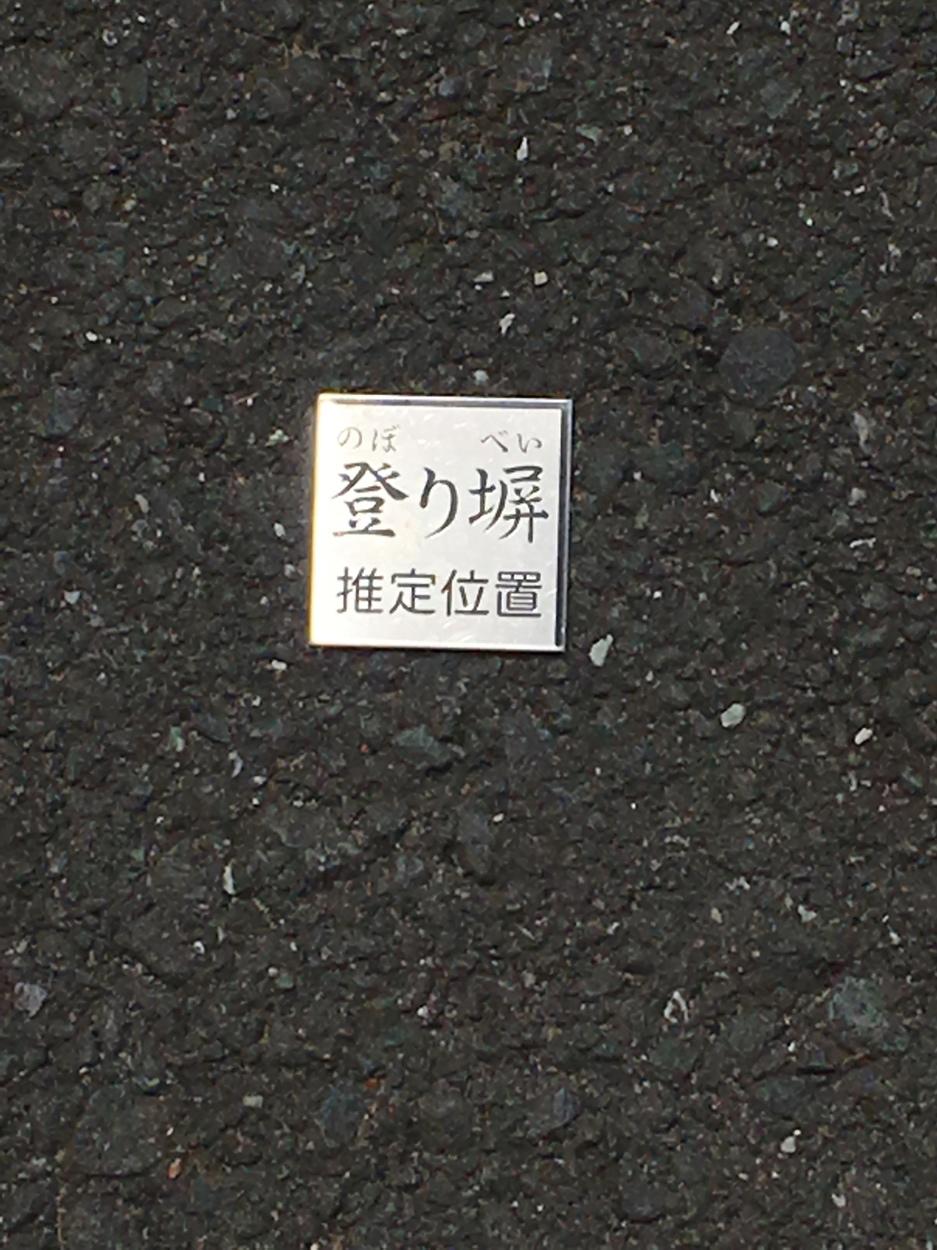 のぼ べい
登り塀
推定位置